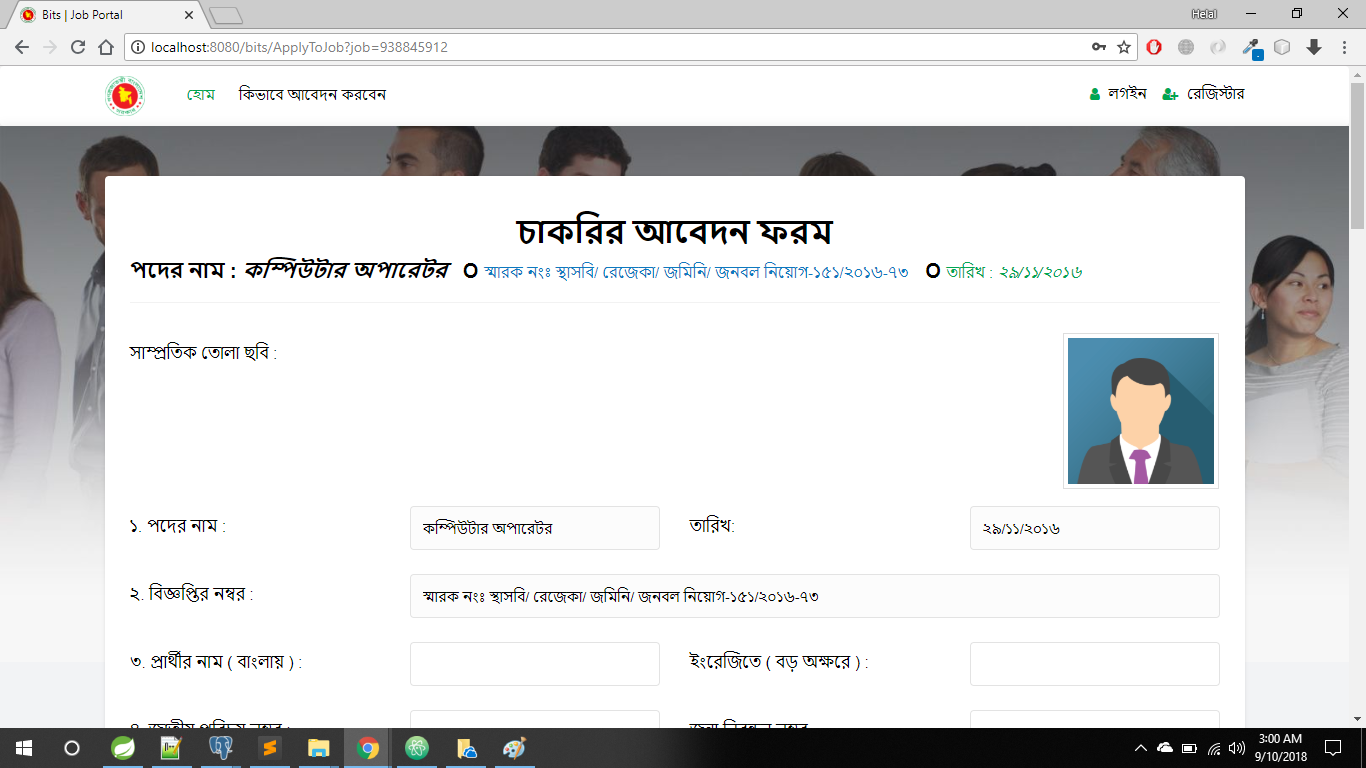 Bits | Job Portal
Helal
localhost:8080/bits/ApplyToJob?job=938845912
হোম কিভাবে আবেদন করবেন লগইন রেজিস্টার
চাকরির আবেদন ফরম
পদের নাম : কম্পিউটার অপারেটর স্মারক নংঃ স্থাসবি/ রেজেকা/ জমিনি/ জনবল নিয়োগ-১৫১/২০১৬-৭৩ তারিখ : ২৯/১১/২০১৬
সাম্প্রতিক তোলা ছবি :
১. পদের নাম : কম্পিউটার অপারেটর তারিখ: ২৯/১১/২০১৬
২. বিজ্ঞপ্তির নম্বর : স্মারক নংঃ স্থাসবি/ রেজেকা/ জমিনি/ জনবল নিয়োগ-১৫১/২০১৬-৭৩
৩. প্রার্থীর নাম ( বাংলায় ) : ইংরেজিতে ( বড় অক্ষরে ) :
3:00 AM
9/10/2018